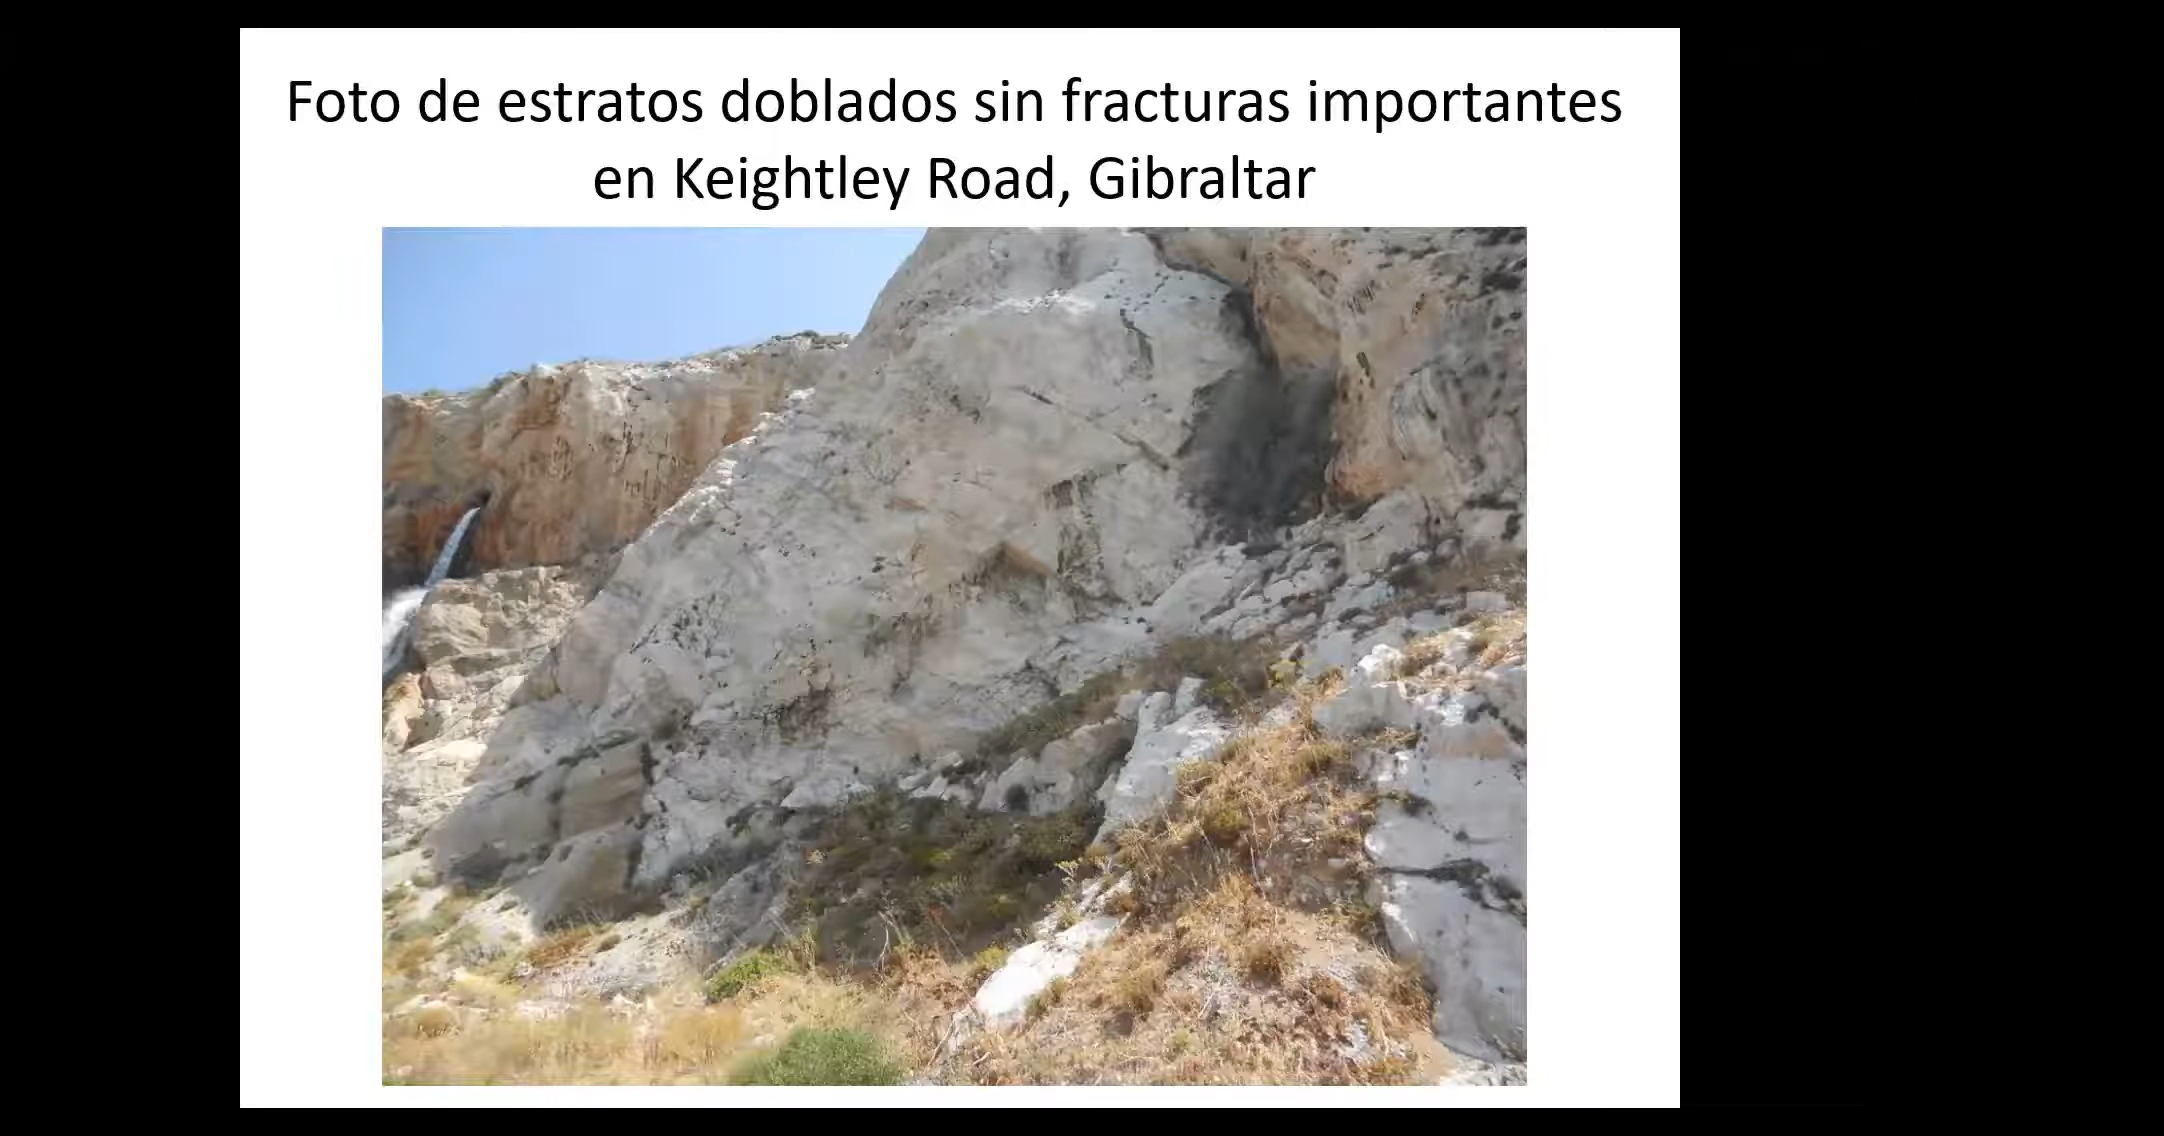 Foto de estratos doblados sin fracturas importantes
en Keightley Road, Gibraltar